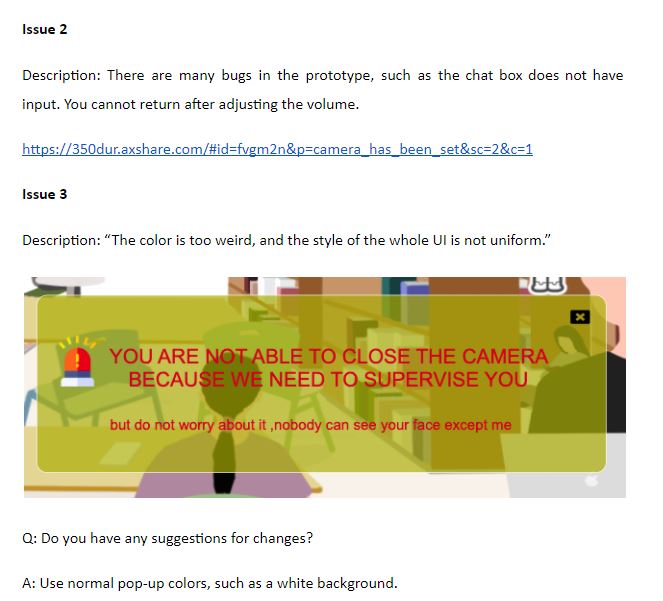 Issue 2
Description: There are many bugs in the prototype, such as the chat box does not have
input. You cannot return after adjusting the volume.
https://350dur.axshare.com/#id=fvgm2n&p=camera_has_been_set&sc=2&c=1
Issue 3
Description: “The color is too weird, and the style of the whole UI is not uniform.”
YOU ARE NOT ABLE TO CLOSE THE CAMERA
BECAUSE WE NEED TO SUPERVISE YOU
but do not worry about it ,nobody can see your face except me
Q: Do you have any suggestions for changes?
A: Use normal pop-up colors, such as a white background.